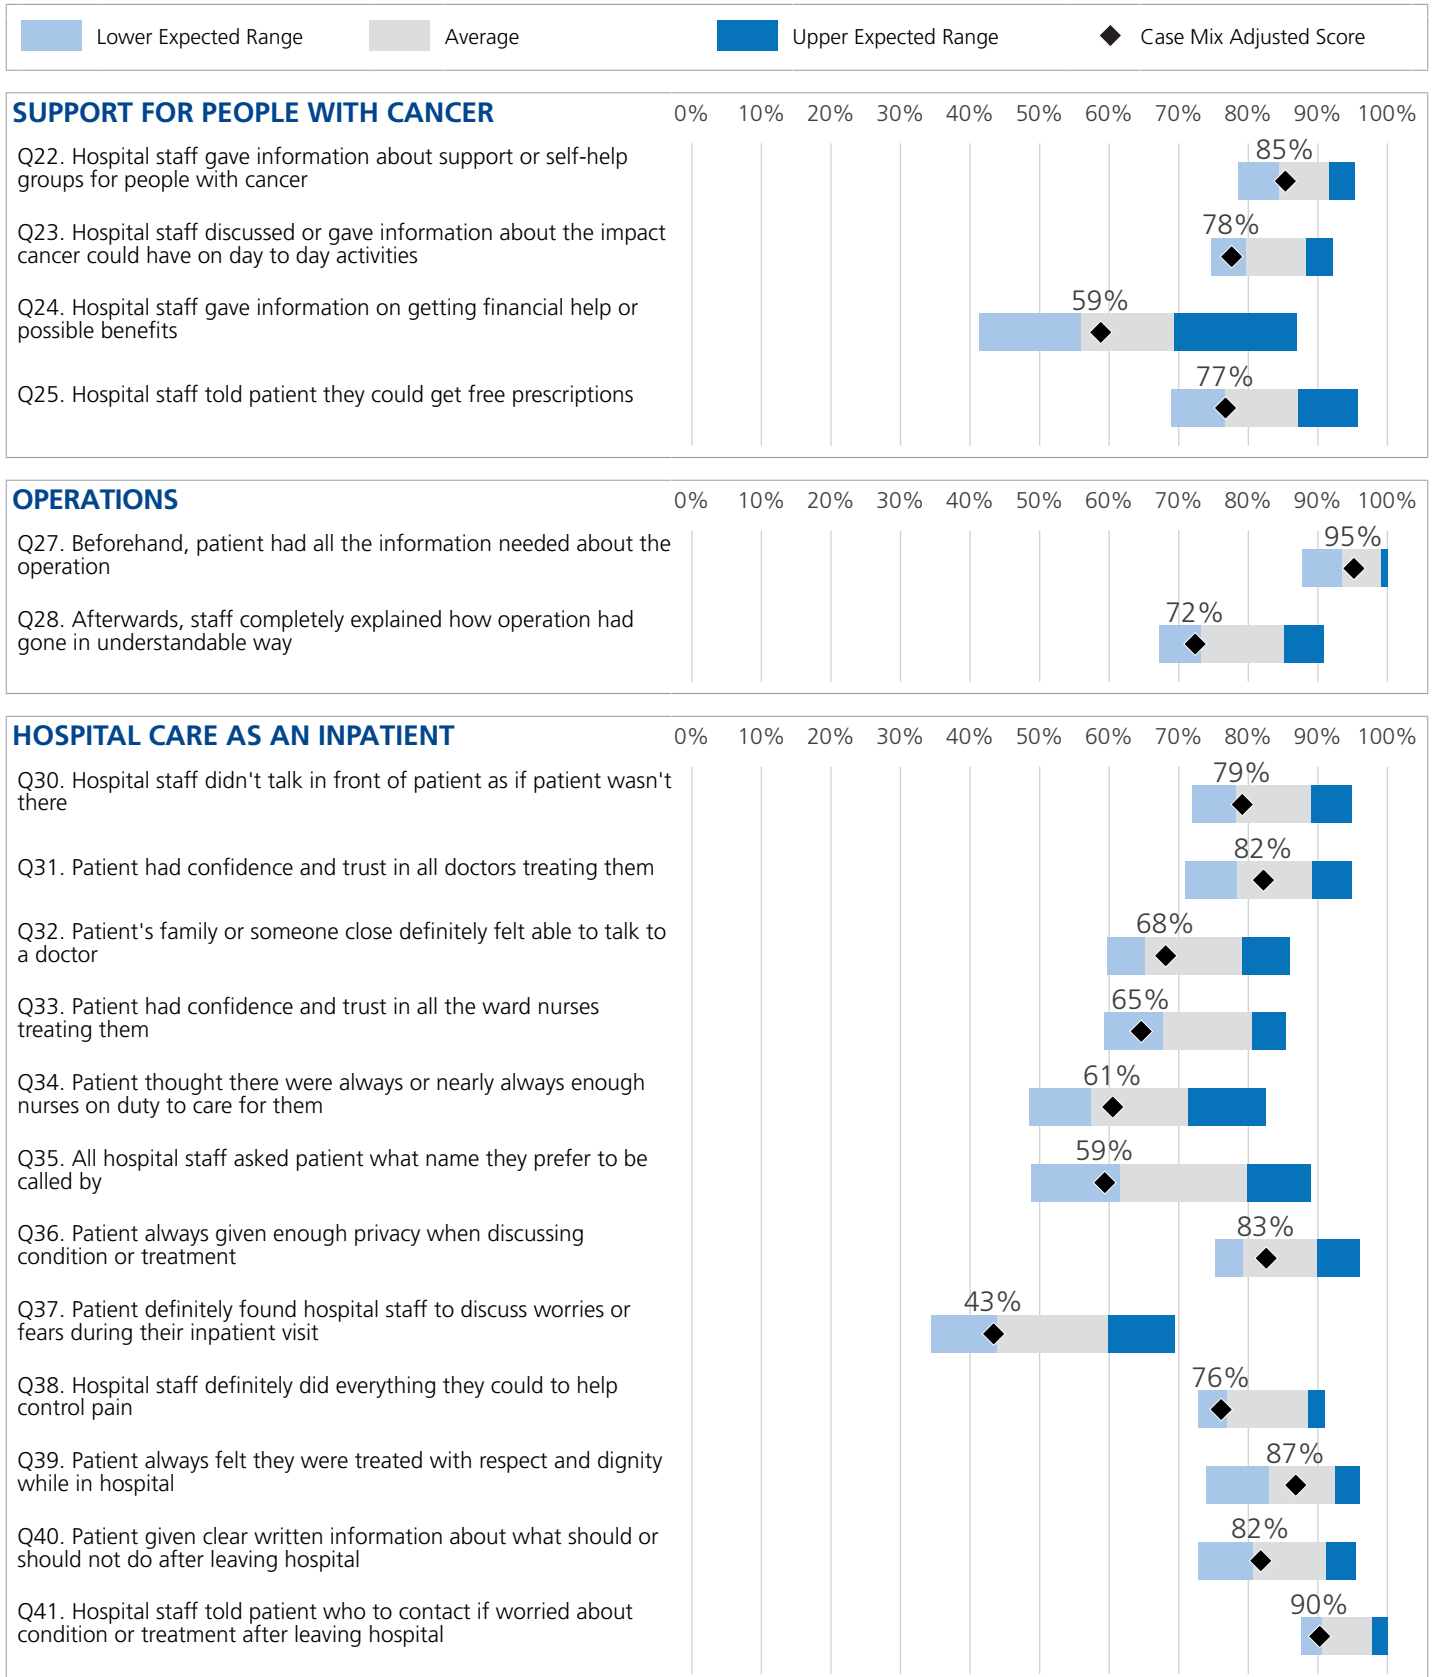 Lower Expected Range Average Upper Expected Range Case Mix Adjusted Score
SUPPORT FOR PEOPLE WITH CANCER 0% 10% 20% 30% 40% 50% 60% 70% 80% 90% 100%
Q22. Hospital staff gave information about support or self-help
groups for people with cancer
85%
Q23. Hospital staff discussed or gave information about the impact
cancer could have on day to day activities
78%
Q24. Hospital staff gave information on getting financial help or
possible benefits
59%
Q25. Hospital staff told patient they could get free prescriptions
77%
OPERATIONS 0% 10% 20% 30% 40% 50% 60% 70% 80% 90% 100%
Q27. Beforehand, patient had all the information needed about the
operation
95%
Q28. Afterwards, staff completely explained how operation had
gone in understandable way
72%
HOSPITAL CARE AS AN INPATIENT 0% 10% 20% 30% 40% 50% 60% 70% 80% 90% 100%
Q30. Hospital staff didn't talk in front of patient as if patient wasn't
there
79%
Q31. Patient had confidence and trust in all doctors treating them
82%
Q32. Patient's family or someone close definitely felt able to talk to
a doctor
68%
Q33. Patient had confidence and trust in all the ward nurses
treating them
65%
Q34. Patient thought there were always or nearly always enough
nurses on duty to care for them
61%
Q35. All hospital staff asked patient what name they prefer to be
called by
59%
Q36. Patient always given enough privacy when discussing
condition or treatment
83%
Q37. Patient definitely found hospital staff to discuss worries or
fears during their inpatient visit
43%
Q38. Hospital staff definitely did everything they could to help
control pain
76%
Q39. Patient always felt they were treated with respect and dignity
while in hospital
87%
Q40. Patient given clear written information about what should or
should not do after leaving hospital
82%
Q41. Hospital staff told patient who to contact if worried about
condition or treatment after leaving hospital
90%